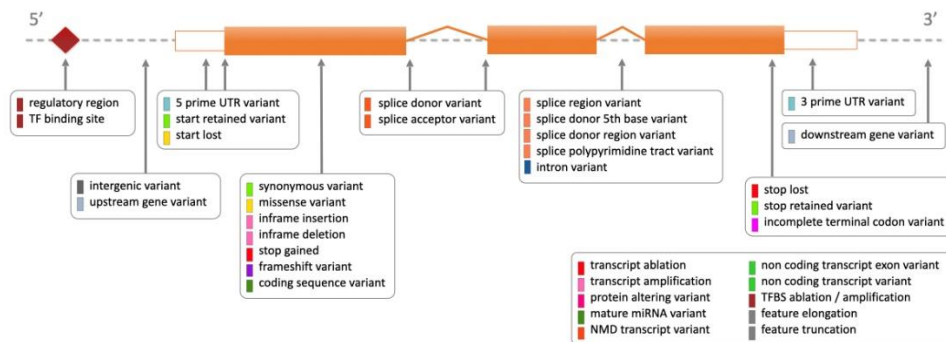 5’
3’
regulatory region
TF binding site
5 prime UTR variant
start retained variant
start lost
splice donor variant
splice acceptor variant
splice region variant
splice donor 5th base variant
splice donor region variant
splice polypyrimidine tract variant
intron variant
3 prime UTR variant
downstream gene variant
intergenic variant
upstream gene variant
synonymous variant
missense variant
inframe insertion
inframe deletion
stop gained
frameshift variant
coding sequence variant
stop lost
stop retained variant
incomplete terminal codon variant
transcript ablation
transcript amplification
protein altering variant
mature miRNA variant
NMD transcript variant
non coding transcript exon variant
non coding transcript variant
TFBS ablation / amplification
feature elongation
feature truncation